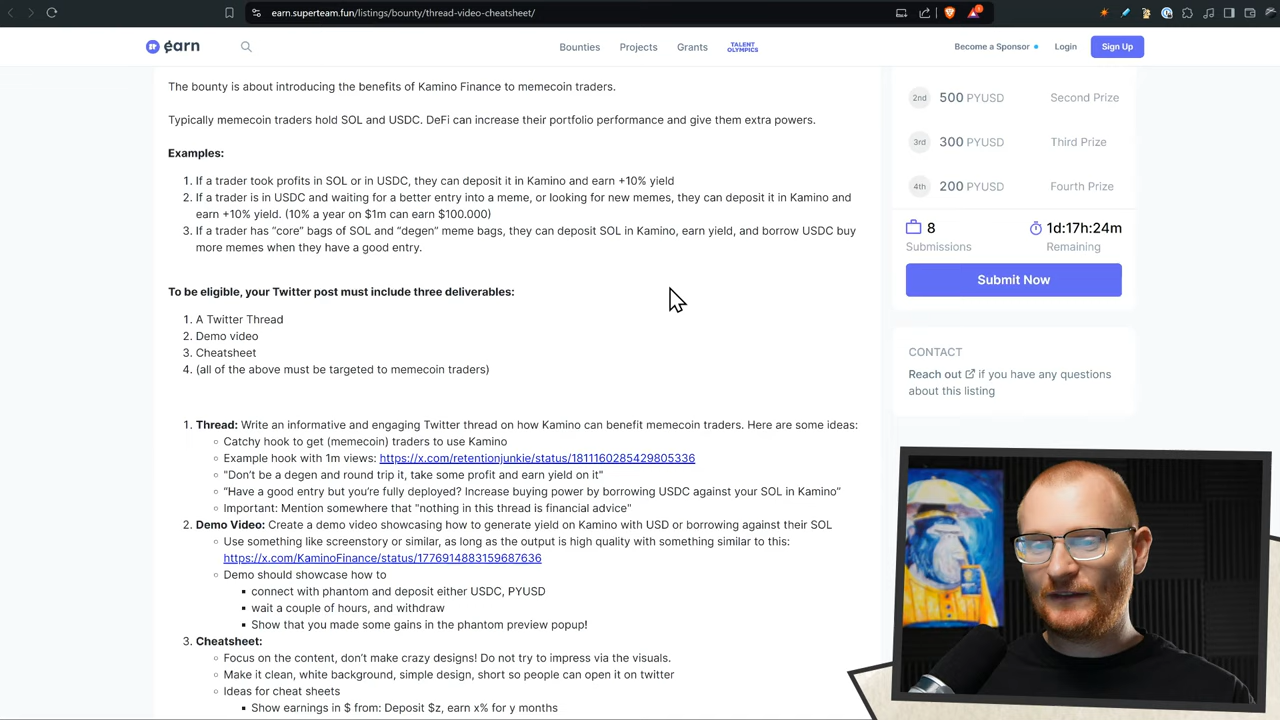 earn.superteam.fun/listings/bounty/thread-video-cheatsheet/
earn
Bounties
Projects
Grants
TALENT
OLYMPICS
Become a Sponsor
Login
Sign Up
The bounty is about introducing the benefits of Kamino Finance to memecoin traders.
Typically memecoin traders hold SOL and USDC. DeFi can increase their portfolio performance and give them extra powers.
Examples:
1. If a trader took profits in SOL or in USDC, they can deposit it in Kamino and earn +10% yield
2. If a trader is in USDC and waiting for a better entry into a meme, or looking for new memes, they can deposit it in Kamino and
earn +10% yield. (10% a year on $1m can earn $100.000)
3. If a trader has “core” bags of SOL and “degen” meme bags, they can deposit SOL in Kamino, earn yield, and borrow USDC buy
more memes when they have a good entry.
To be eligible, your Twitter post must include three deliverables:
1. A Twitter Thread
2. Demo video
3. Cheatsheet
4. (all of the above must be targeted to memecoin traders)
1. Thread: Write an informative and engaging Twitter thread on how Kamino can benefit memecoin traders. Here are some ideas:
Catchy hook to get (memecoin) traders to use Kamino
Example hook with 1m views: https://x.com/retentionjunkie/status/1811160285429805336
"Don’t be a degen and round trip it, take some profit and earn yield on it"
“Have a good entry but you’re fully deployed? Increase buying power by borrowing USDC against your SOL in Kamino”
Important: Mention somewhere that "nothing in this thread is financial advice"
2. Demo Video: Create a demo video showcasing how to generate yield on Kamino with USD or borrowing against their SOL
Use something like screenstory or similar, as long as the output is high quality with something similar to this:
https://x.com/KaminoFinance/status/1776914883159687636
Demo should showcase how to
connect with phantom and deposit either USDC, PYUSD
wait a couple of hours, and withdraw
Show that you made some gains in the phantom preview popup!
3. Cheatsheet:
Focus on the content, don’t make crazy designs! Do not try to impress via the visuals.
Make it clean, white background, simple design, short so people can open it on twitter
Ideas for cheat sheets
Show earnings in $ from: Deposit $z, earn x% for y months
2nd 500 PYUSD Second Prize
3rd 300 PYUSD Third Prize
4th 200 PYUSD Fourth Prize
8
Submissions
1d:17h:24m
Remaining
Submit Now
CONTACT
Reach out if you have any questions
about this listing